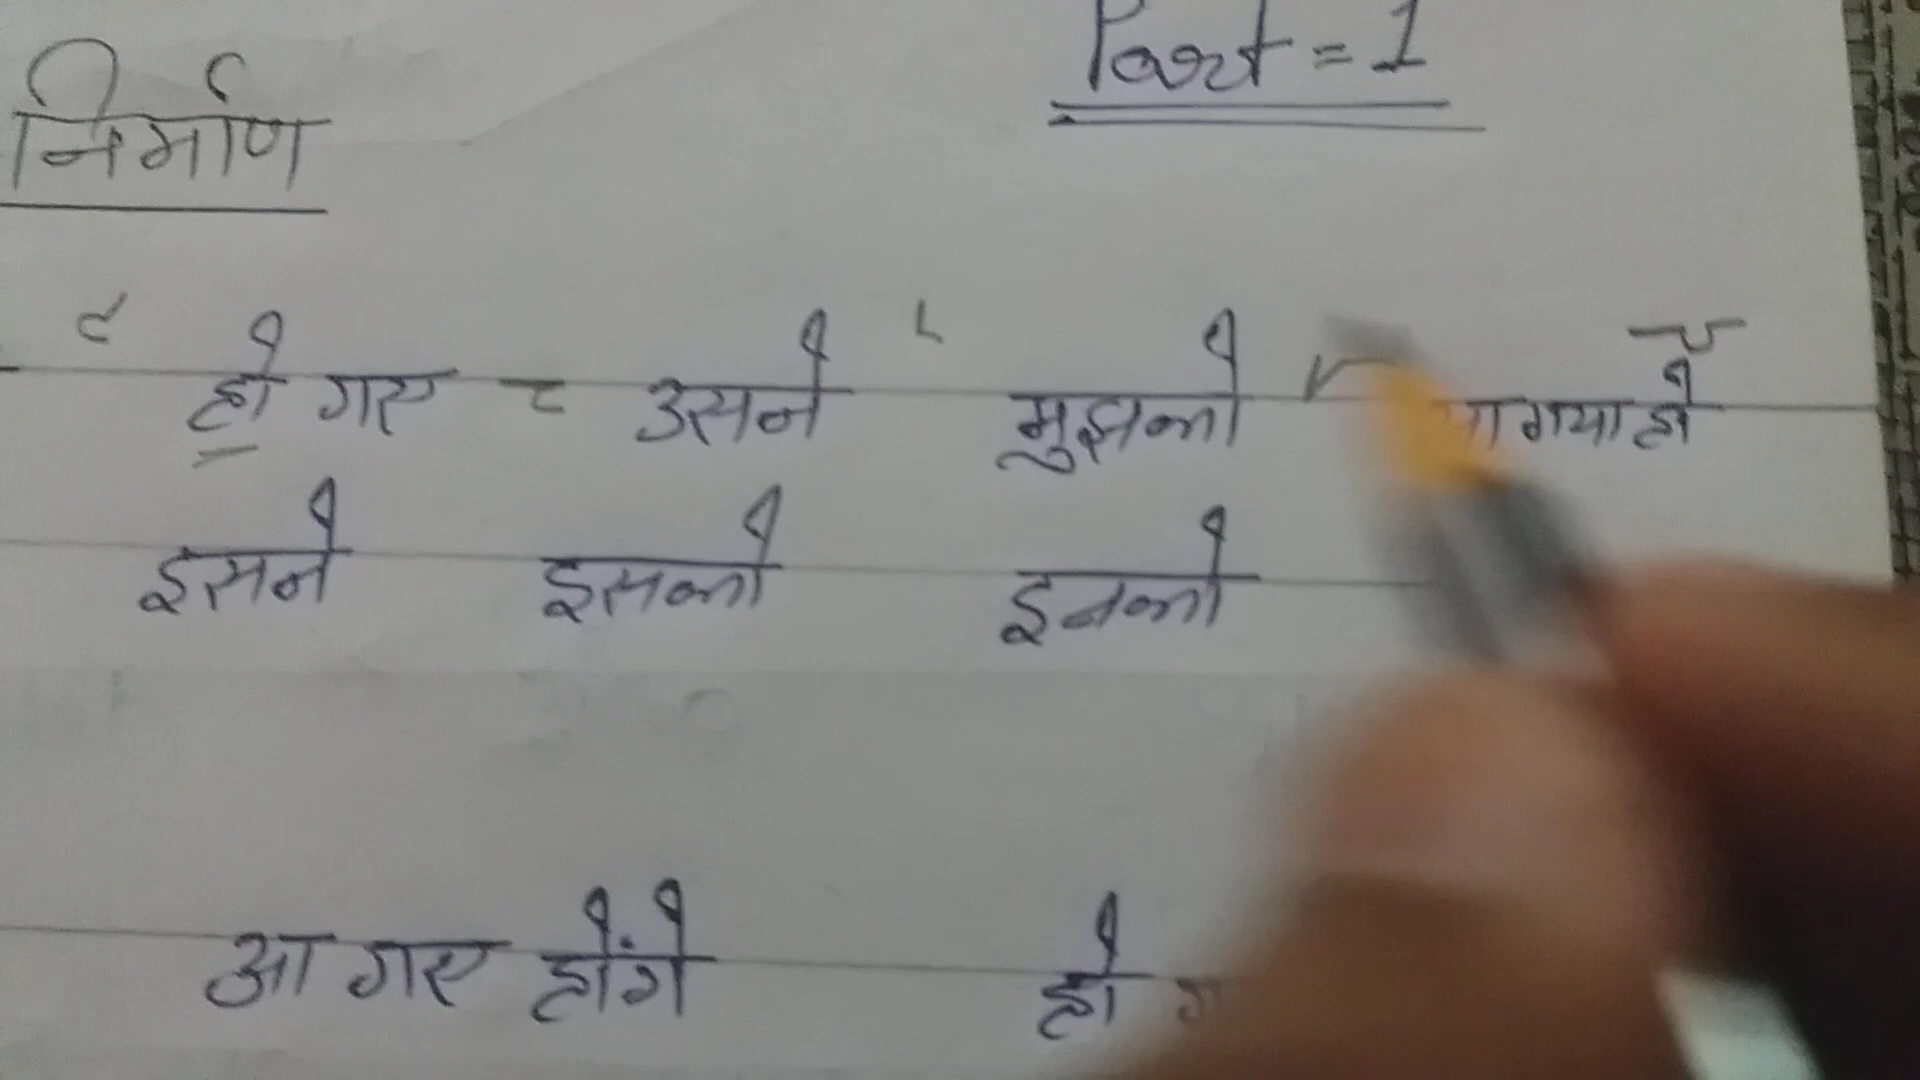 निर्माण Part = 1
हो गए उसने मुझको गया हो
इसने इसको इनको
आ गए होंगे हो